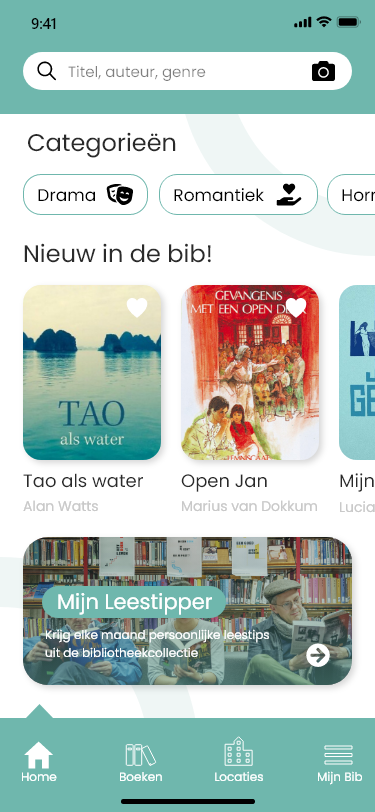 9:41
Titel, auteur, genre
Categorieën
Drama
Romantiek
Horr
Nieuw in de bib!
TAO
als water
GEVANGENIS
MET EEN OPEN D
LEMNISCAAT
Tao als water
Open Jan
Mijn
Alan Watts
Marius van Dokkum
Lucia
Mijn Leestipper
Krijg elke maand persoonlijke leestips
uit de bibliotheekcollectie
Home
Boeken
Locaties
Mijn Bib